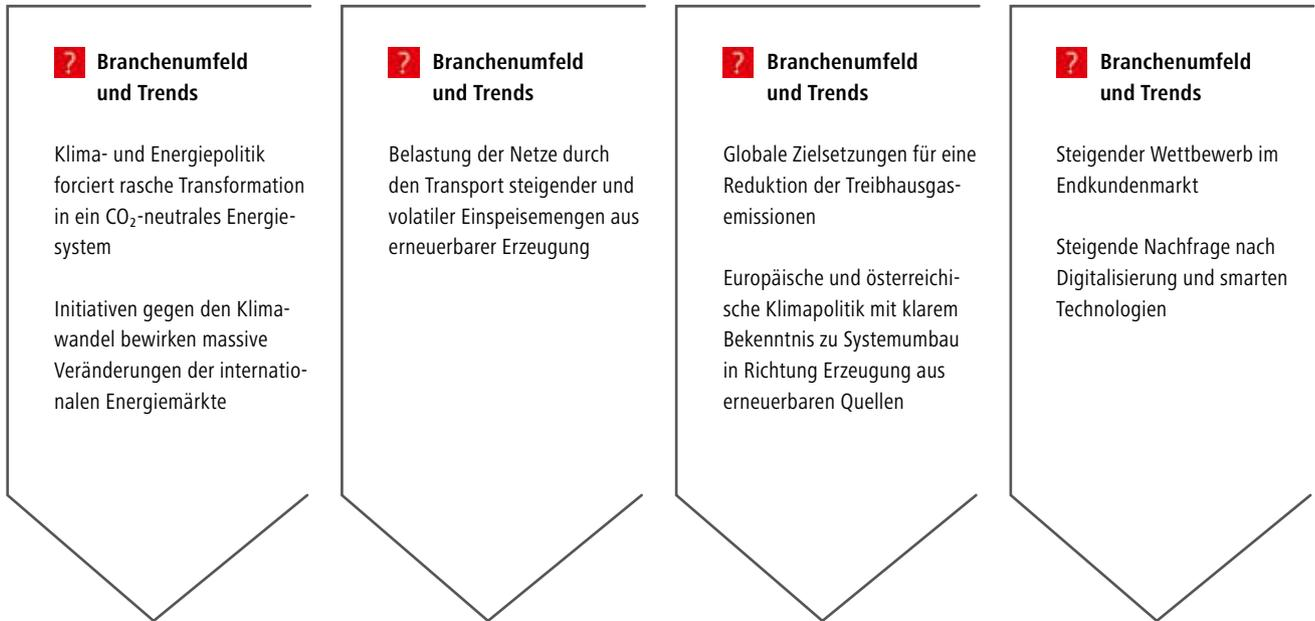 ? Branchenumfeld
und Trends
Klima- und Energiepolitik
forciert rasche Transformation
in ein CO₂-neutrales Energie-
system
Initiativen gegen den Klima-
wandel bewirken massive
Veränderungen der internatio-
nalen Energiemärkte
? Branchenumfeld
und Trends
Belastung der Netze durch
den Transport steigender und
volatiler Einspeisemengen aus
erneuerbarer Erzeugung
? Branchenumfeld
und Trends
Globale Zielsetzungen für eine
Reduktion der Treibhausgas-
emissionen
Europäische und österreichi-
sche Klimapolitik mit klarem
Bekenntnis zu Systemumbau
in Richtung Erzeugung aus
erneuerbaren Quellen
? Branchenumfeld
und Trends
Steigender Wettbewerb im
Endkundenmarkt
Steigende Nachfrage nach
Digitalisierung und smarten
Technologien